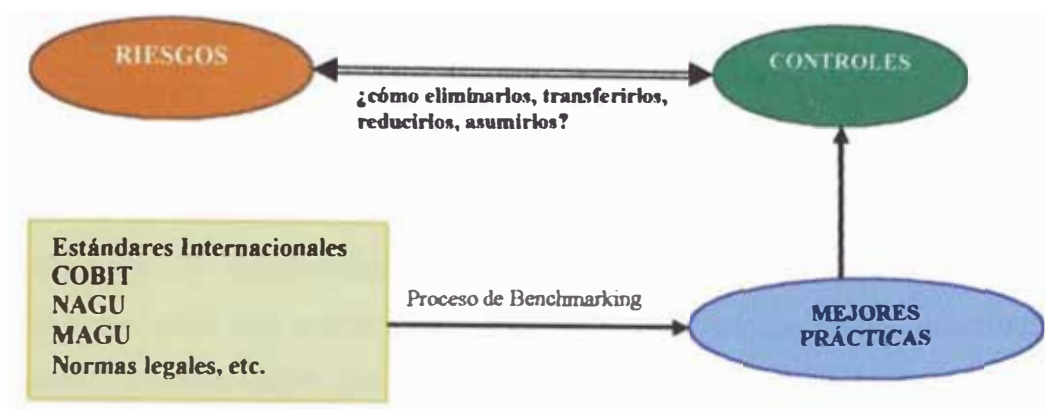 RIESGOS
CONTROLES
¿cómo eliminarlos, transferirlos,
reducirlos, asumirlos?
Estándares Internacionales
COBIT
NAGU
MAGU
Normas legales, etc.
Proceso de Benchmarking
MEJORES
PRÁCTICAS